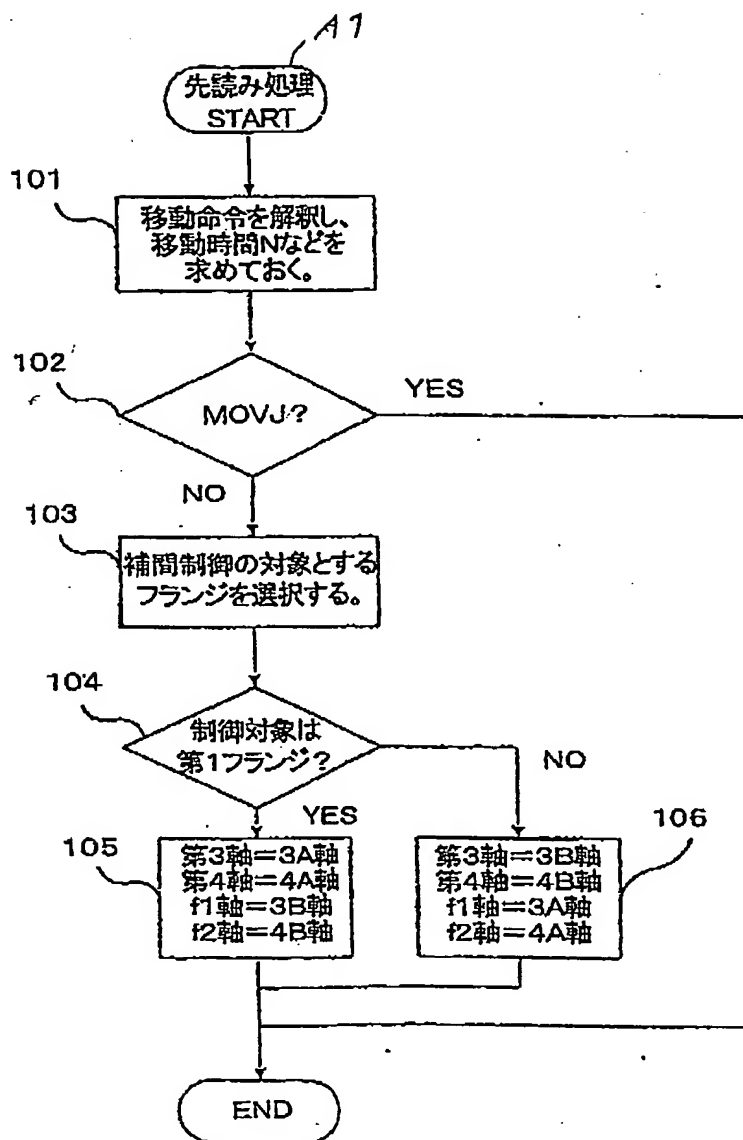 A1
先読み処理
START
101
移動命令を解釈し、
移動時間Nなどを
求めておく。
102
MOVJ?
YES
NO
103
補間制御の対象とする
フランジを選択する。
104
制御対象は
第1フランジ?
NO
YES
105
第3軸=3A軸
第4軸=4A軸
f1軸=3B軸
f2軸=4B軸
106
第3軸=3B軸
第4軸=4B軸
f1軸=3A軸
f2軸=4A軸
END